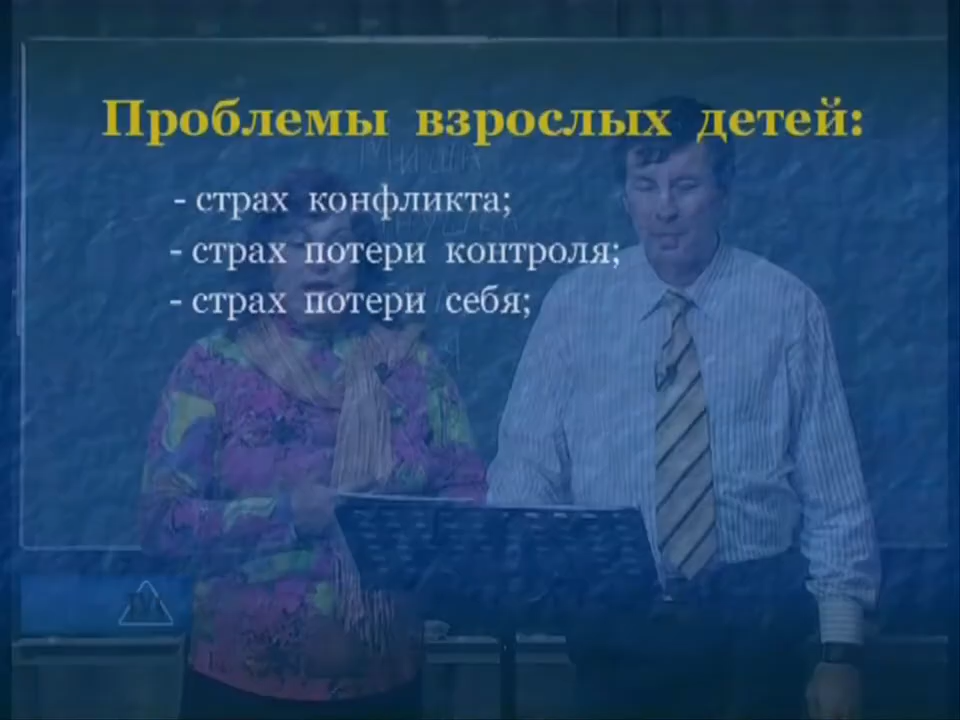 Проблемы взрослых детей:
- страх конфликта;
- страх потери контроля;
- страх потери себя;